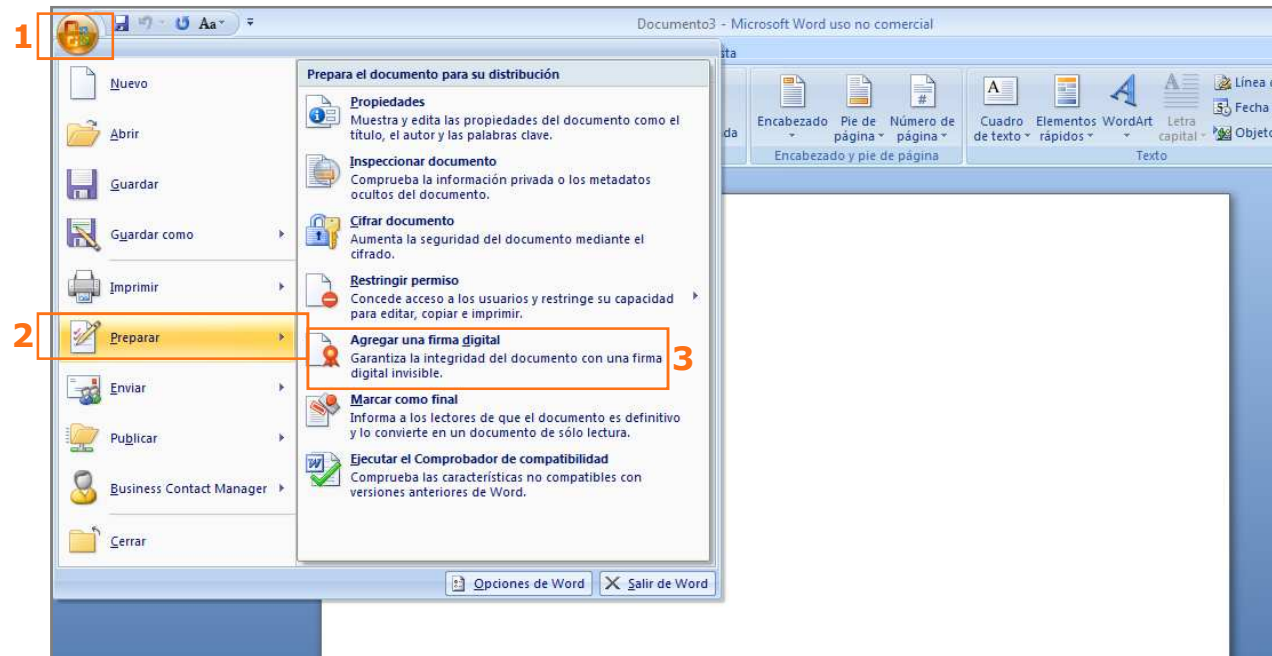 1
Aa
Documento3 - Microsoft Word uso no comercial
sta
Nuevo
Abrir
Guardar
Guardar como
Imprimir
2
Preparar
Enviar
Publicar
Business Contact Manager
Cerrar
Prepara el documento para su distribución
Propiedades
Muestra y edita las propiedades del documento como el
título, el autor y las palabras clave.
Inspeccionar documento
Comprueba la información privada o los metadatos
ocultos del documento.
Cifrar documento
Aumenta la seguridad del documento mediante el
cifrado.
Restringir permiso
Concede acceso a los usuarios y restringe su capacidad
para editar, copiar e imprimir.
Agregar una firma digital
Garantiza la integridad del documento con una firma
digital invisible.
3
Marcar como final
Informa a los lectores de que el documento es definitivo
y lo convierte en un documento de sólo lectura.
Ejecutar el Comprobador de compatibilidad
Comprueba las características no compatibles con
versiones anteriores de Word.
Opciones de Word
Salir de Word
da
Encabezado
Pie de
página
Número de
página
Encabezado y pie de página
Cuadro
de texto
Elementos
rápidos
WordArt
Letra
capital
Línea
Fecha
Objeto
Texto